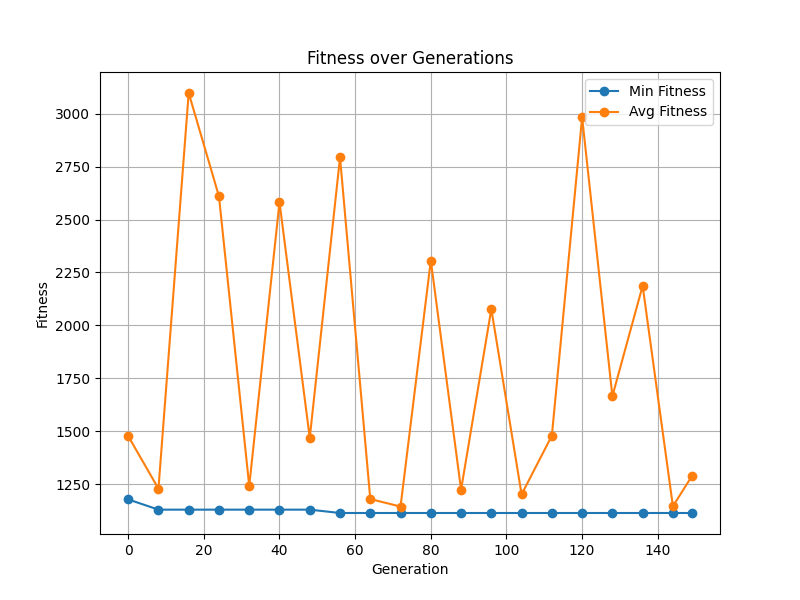 Fitness over Generations
Min Fitness
Avg Fitness
3000
2750
2500
2250
2000
1750
1500
1250
Fitness
0 20 40 60 80 100 120 140
Generation